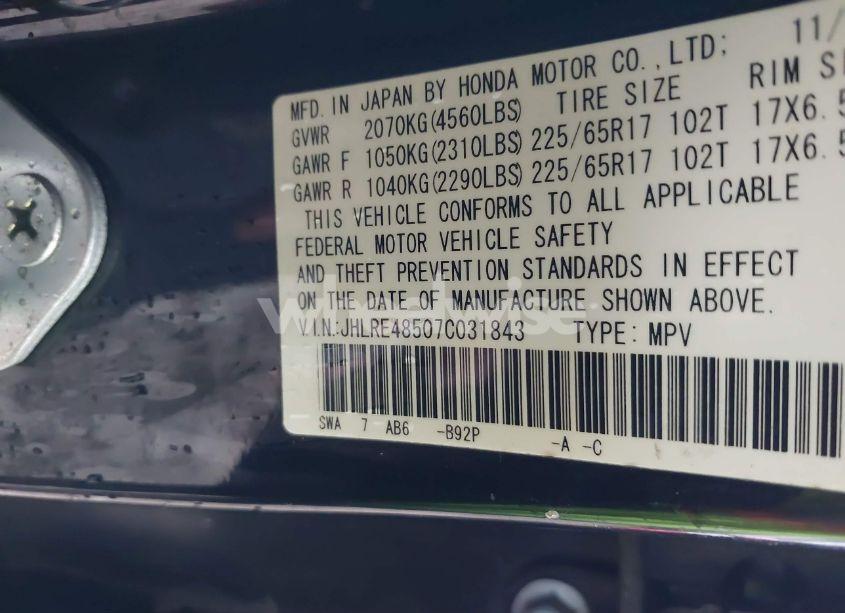 MFD. IN JAPAN BY HONDA MOTOR CO.,LTD; 11/
GVWR 2070KG(4560LBS) TIRE SIZE RIM SI
GAWR F 1050KG(2310LBS) 225/65R17 102T 17X6.5
GAWR R 1040KG(2290LBS) 225/65R17 102T 17X6.5
THIS VEHICLE CONFORMS TO ALL APPLICABLE
FEDERAL MOTOR VEHICLE SAFETY
AND THEFT PREVENTION STANDARDS IN EFFECT
ON THE DATE OF MANUFACTURE SHOWN ABOVE.
V.I.N:JHLRE48507C031843 TYPE: MPV
SWA 7 AB6 -B92P -A -C
wheelwise